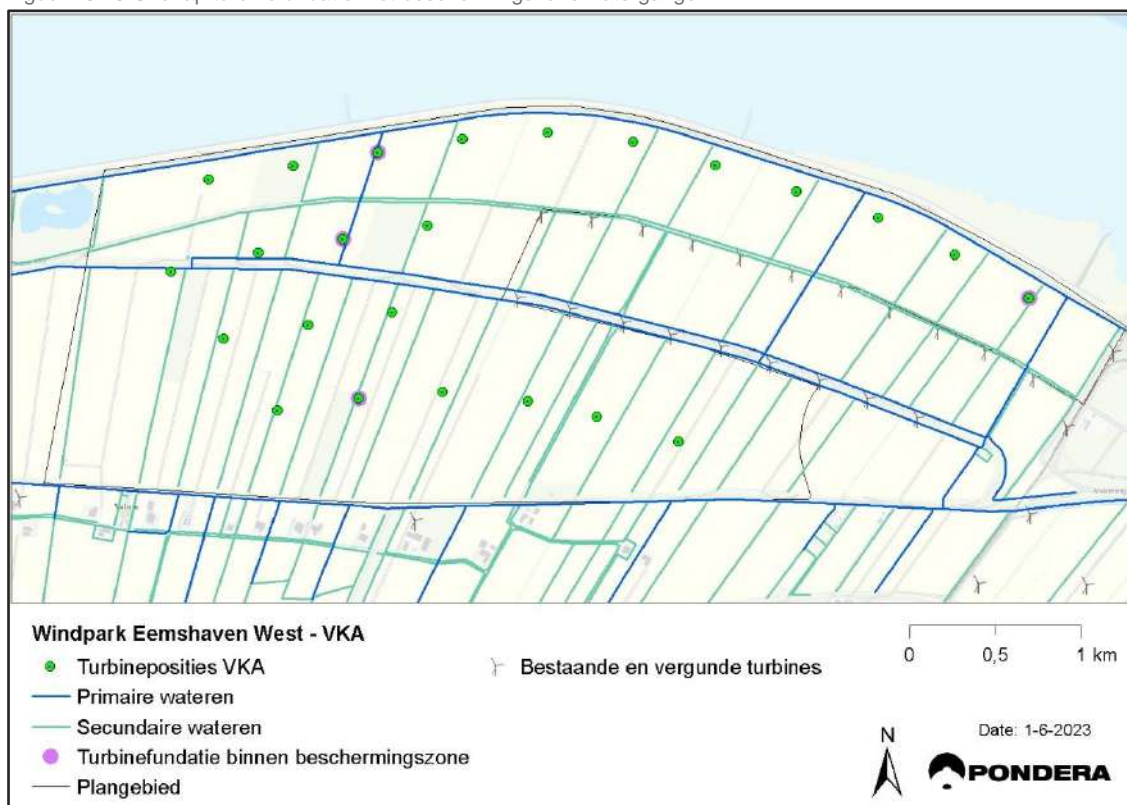 Windpark Eemshaven West - VKA
Turbineposities VKA
Primaire wateren
Secundaire wateren
Turbinefundatie binnen beschermingszone
Plangebied
Bestaande en vergunde turbines
0 0,5 1 km
N
Date: 1-6-2023
PONDERA